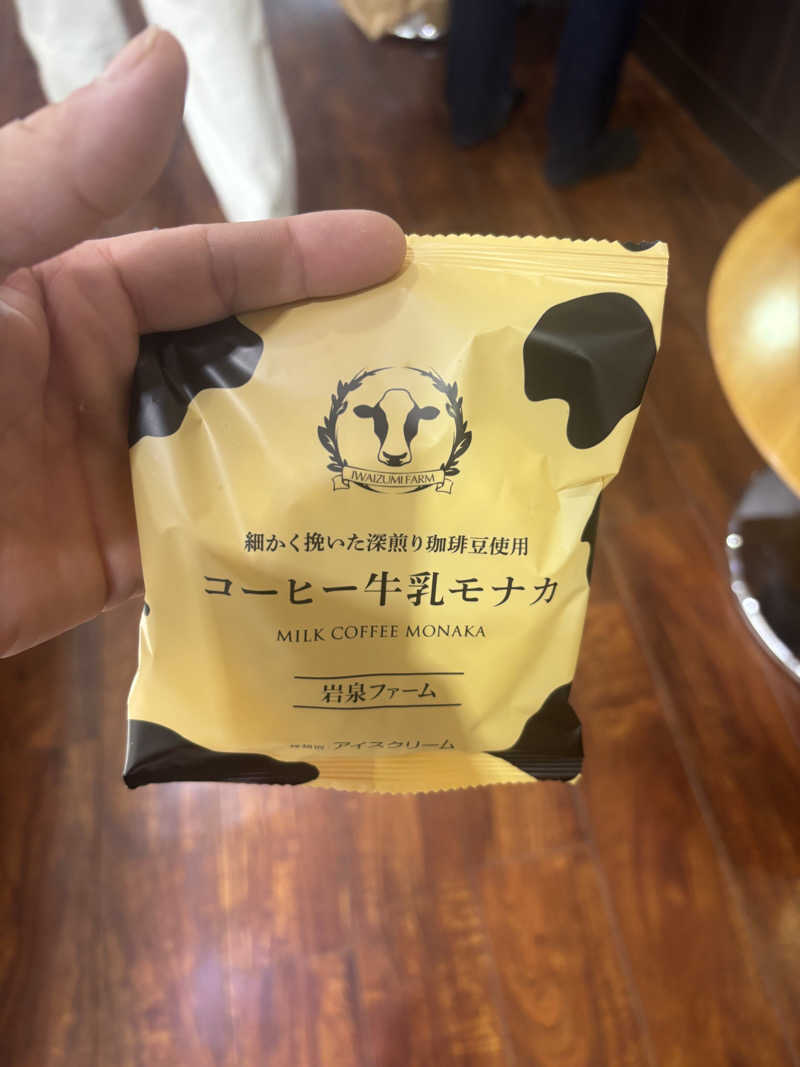 IWAIZUMI FARM
細かく挽いた深煎り珈琲豆使用
コーヒー牛乳モナカ
MILK COFFEE MONAKA
岩泉ファーム
アイスクリーム